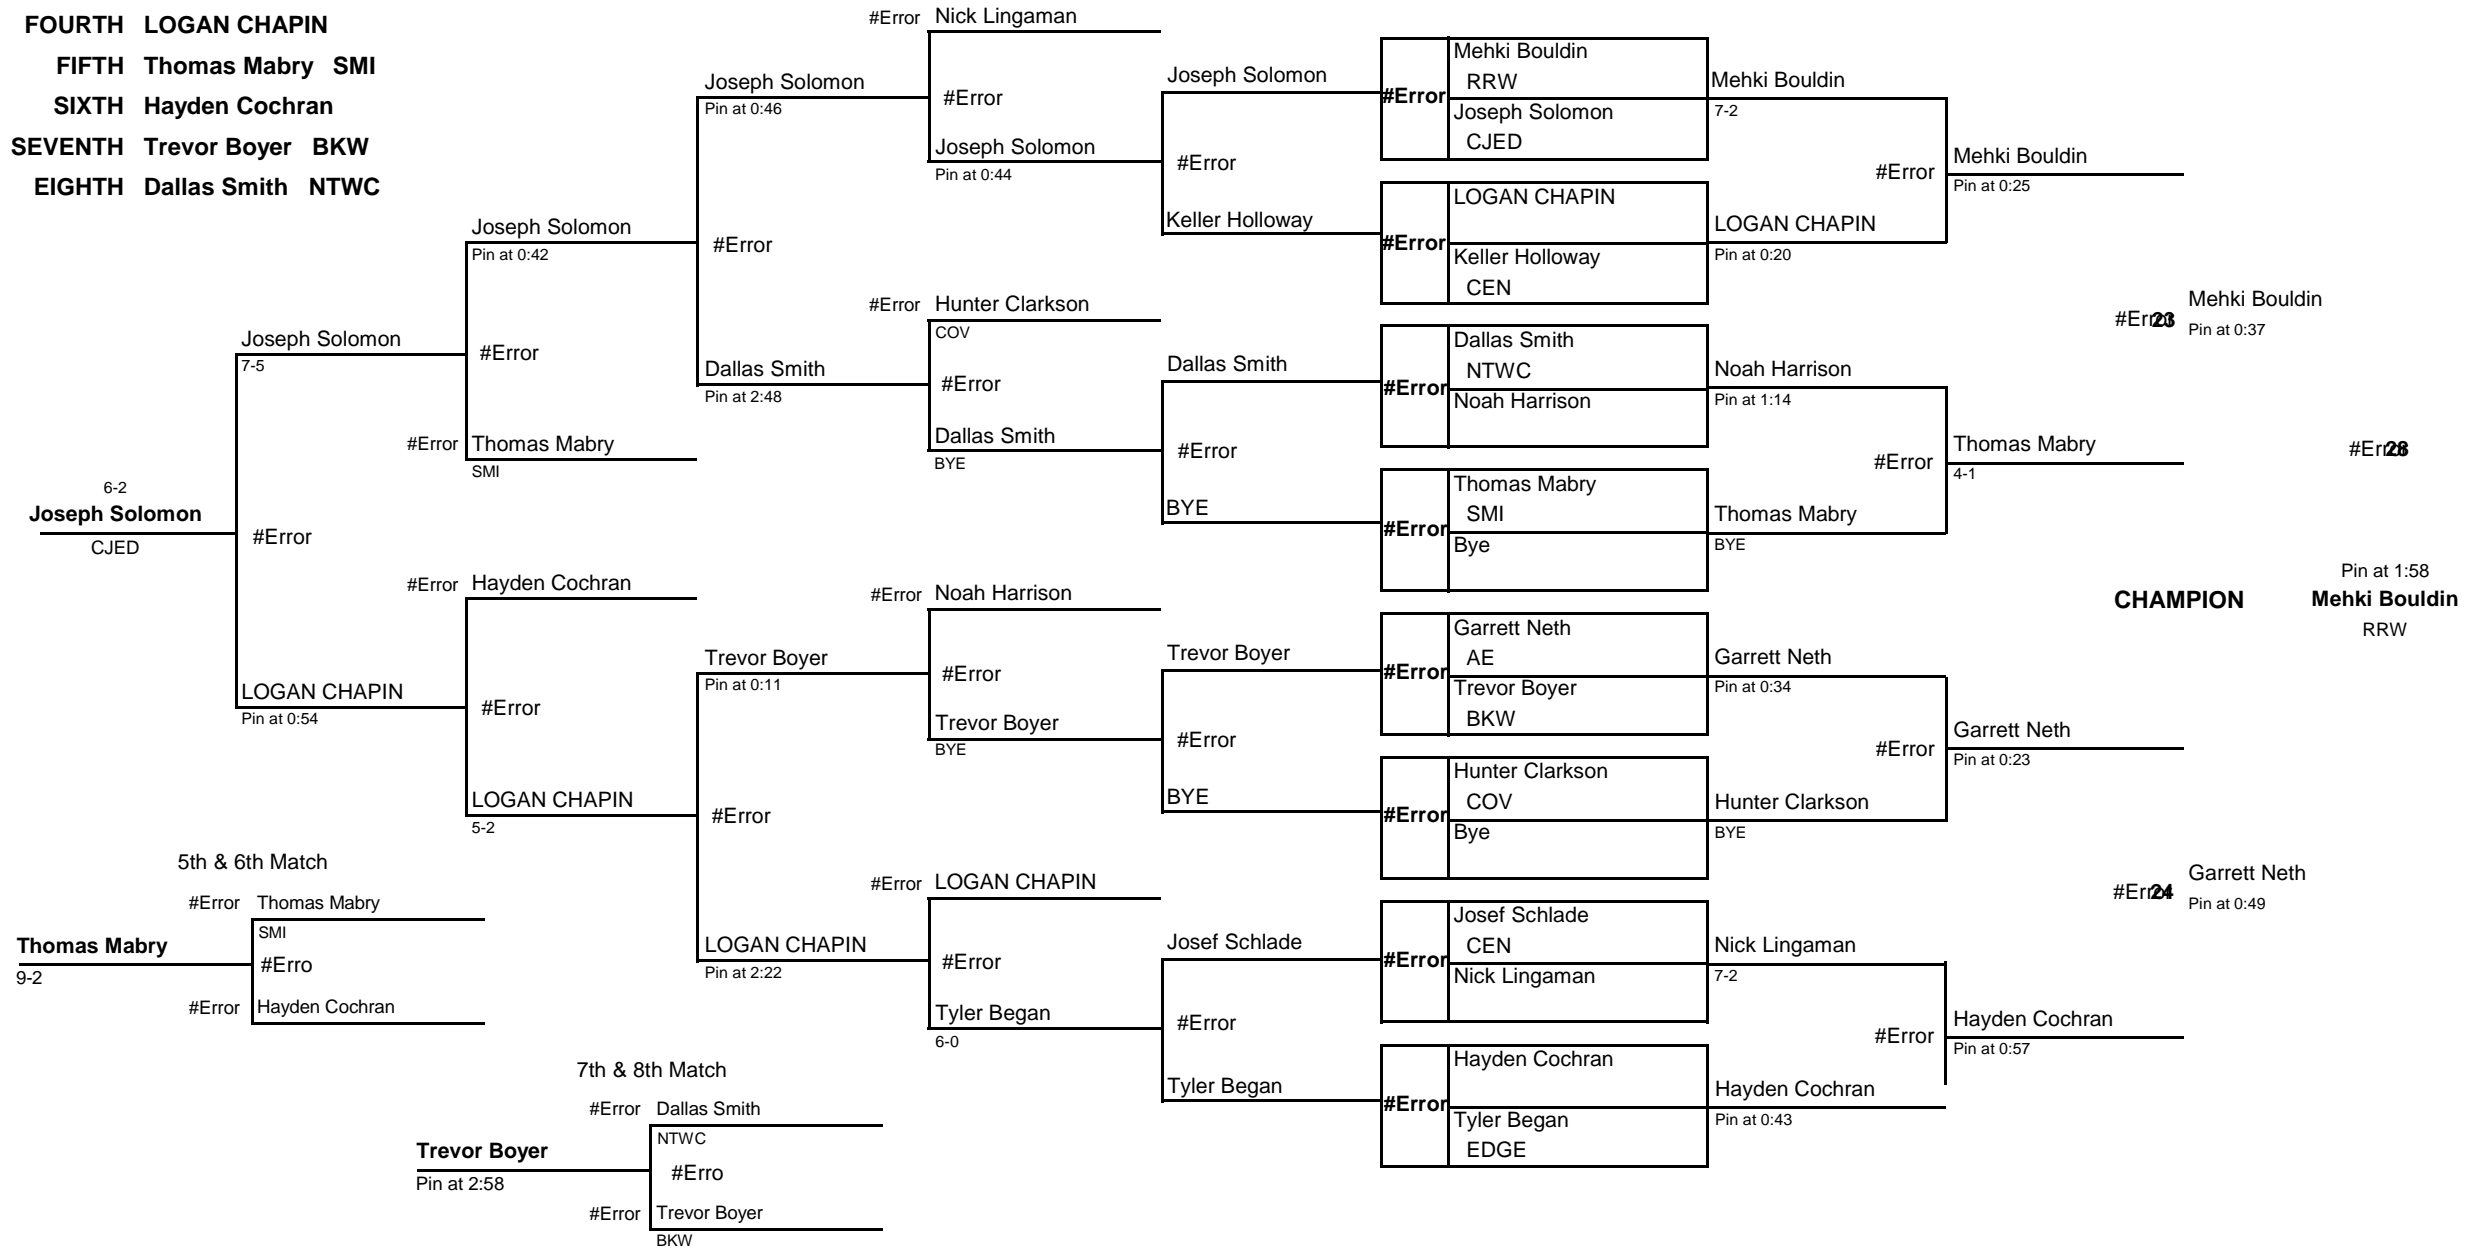 FOURTH LOGAN CHAPIN
FIFTH Thomas Mabry SMI
SIXTH Hayden Cochran
SEVENTH Trevor Boyer BKW
EIGHTH Dallas Smith NTWC
6-2
Joseph Solomon
CJED
#Error
Joseph Solomon
7-5
LOGAN CHAPIN
Pin at 0:54
Joseph Solomon
Pin at 0:42
#Error
#Error Thomas Mabry
SMI
#Error Hayden Cochran
#Error
LOGAN CHAPIN
5-2
Joseph Solomon
Pin at 0:46
#Error
Dallas Smith
Pin at 2:48
Trevor Boyer
Pin at 0:11
#Error
LOGAN CHAPIN
Pin at 2:22
#Error Nick Lingaman
#Error
Joseph Solomon
Pin at 0:44
#Error Hunter Clarkson
COV
#Error
Dallas Smith
BYE
#Error Noah Harrison
#Error
Trevor Boyer
BYE
#Error LOGAN CHAPIN
#Error
Tyler Began
6-0
Joseph Solomon
#Error
Keller Holloway
Dallas Smith
#Error
BYE
Trevor Boyer
#Error
BYE
Josef Schlade
#Error
Tyler Began
Mehki Bouldin
RRW
#Error
Joseph Solomon
CJED
LOGAN CHAPIN
#Error
Keller Holloway
CEN
Dallas Smith
NTWC
#Error
Noah Harrison
Thomas Mabry
SMI
#Error
Bye
Garrett Neth
AE
#Error
Trevor Boyer
BKW
Hunter Clarkson
COV
#Error
Bye
Josef Schlade
CEN
#Error
Nick Lingaman
Hayden Cochran
#Error
Tyler Began
EDGE
Mehki Bouldin
7-2
#Error
LOGAN CHAPIN
Pin at 0:20
Noah Harrison
Pin at 1:14
#Error
Thomas Mabry
BYE
Garrett Neth
Pin at 0:34
#Error
Hunter Clarkson
BYE
Nick Lingaman
7-2
#Error
Hayden Cochran
Pin at 0:43
Mehki Bouldin
Pin at 0:25
Thomas Mabry
4-1
Garrett Neth
Pin at 0:23
Hayden Cochran
Pin at 0:57
Mehki Bouldin
#Error 23
Pin at 0:37
#Error 28
Pin at 1:58
CHAMPION Mehki Bouldin
RRW
Garrett Neth
#Error 24
Pin at 0:49
5th & 6th Match
#Error Thomas Mabry
SMI
Thomas Mabry
#Erro
9-2
#Error Hayden Cochran
7th & 8th Match
#Error Dallas Smith
NTWC
Trevor Boyer
#Erro
Pin at 2:58
#Error Trevor Boyer
BKW